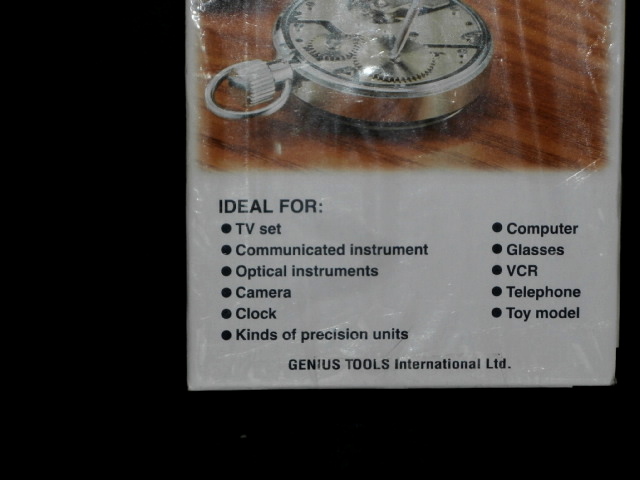 IDEAL FOR:
● TV set
● Communicated instrument
● Optical instruments
● Camera
● Clock
● Kinds of precision units
● Computer
● Glasses
● VCR
● Telephone
● Toy model
GENIUS TOOLS International Ltd.